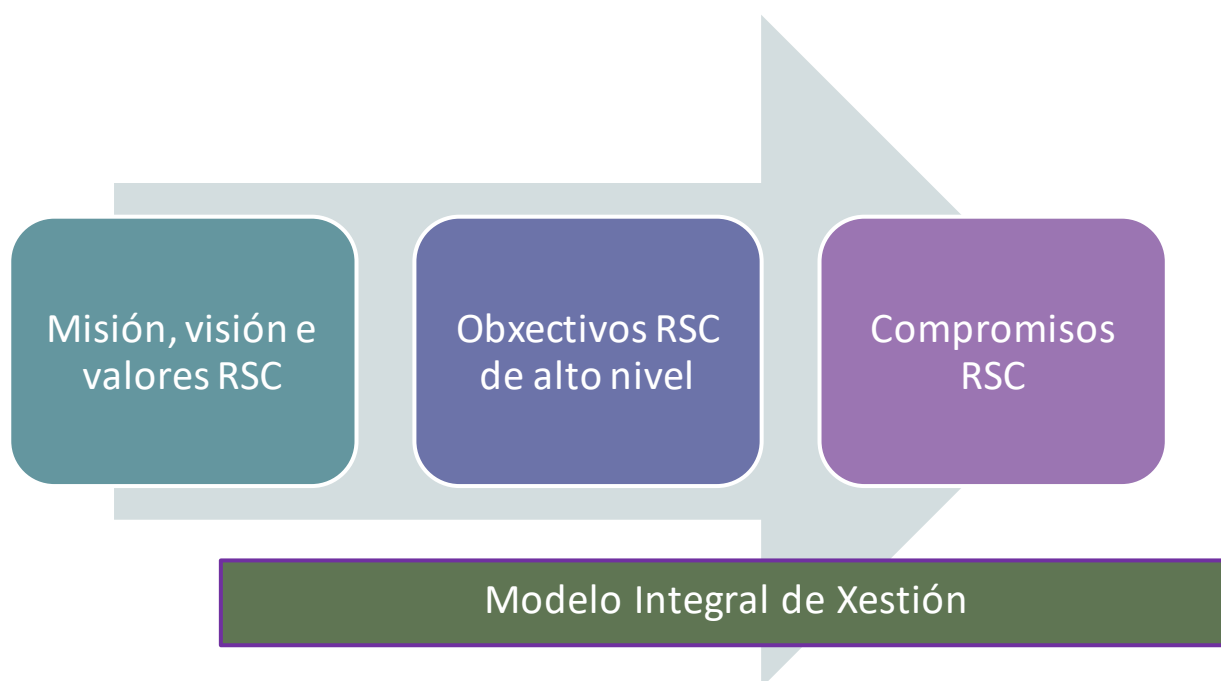 Misión, visión e
valores RSC
Obxectivos RSC
de alto nivel
Compromisos
RSC
Modelo Integral de Xestión